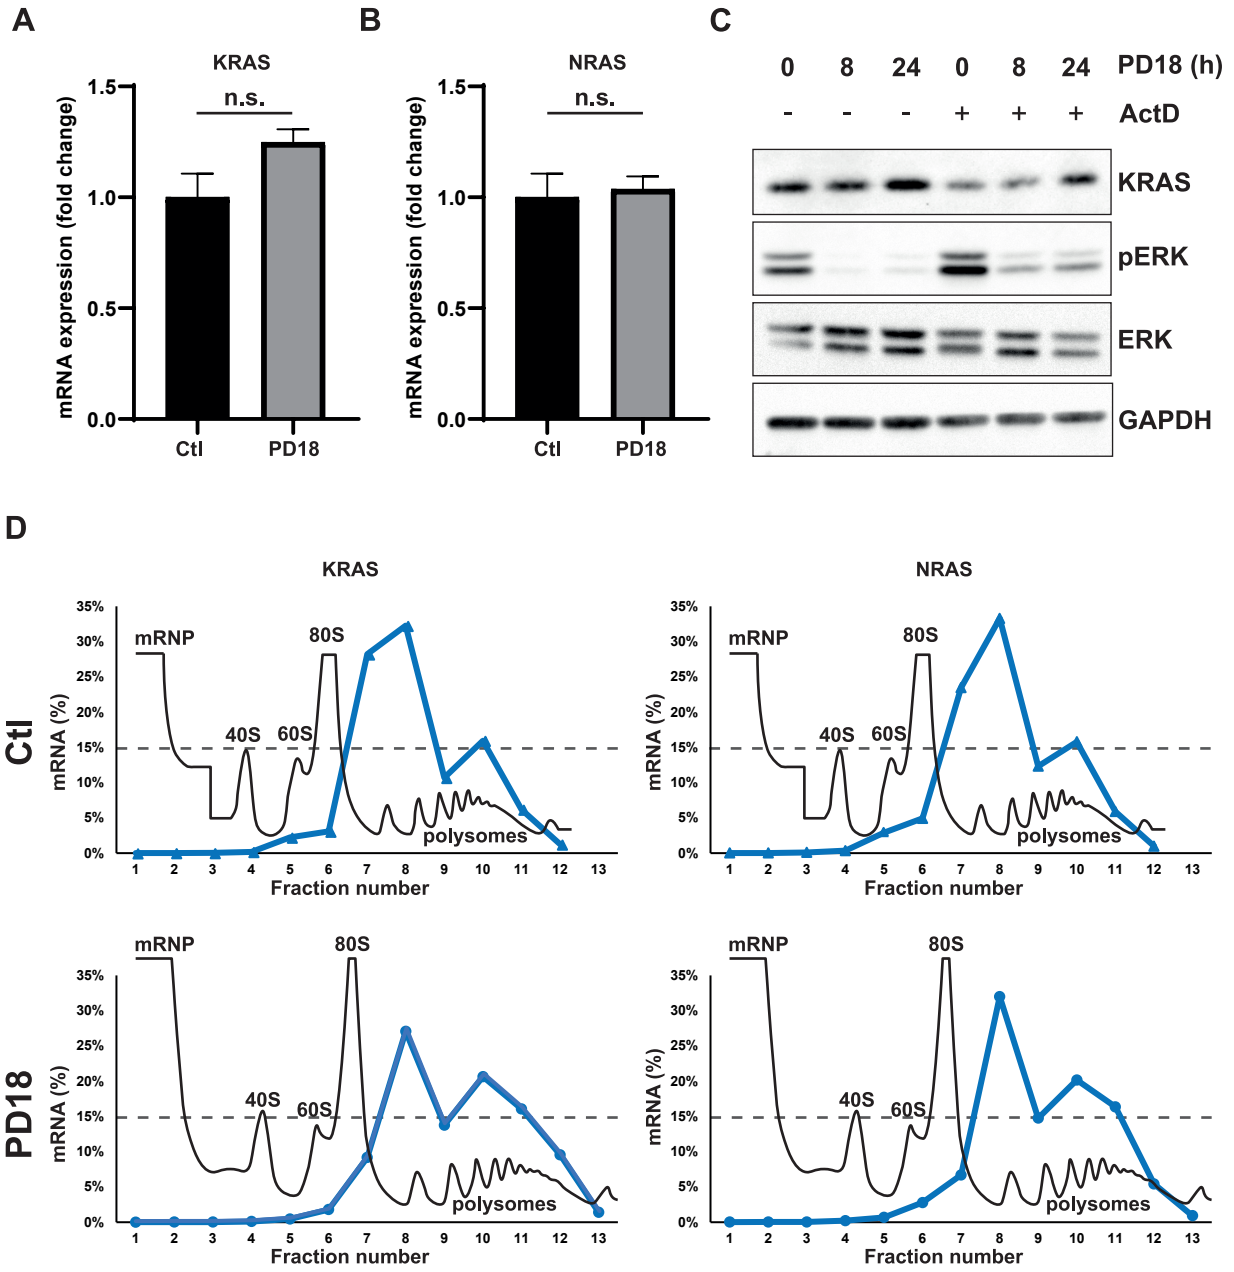 A
B
C
KRAS
NRAS
0 8 24 0 8 24 PD18 (h)
- - - + + + ActD
mRNA expression (fold change)
1.5
1.0
0.5
0.0
n.s.
Ctl PD18
mRNA expression (fold change)
1.5
1.0
0.5
0.0
n.s.
Ctl PD18
KRAS
pERK
ERK
GAPDH
D
KRAS
NRAS
Ctl
mRNA (%)
35%
30%
25%
20%
15%
10%
5%
0%
mRNP
40S
60S
80S
polysomes
1 2 3 4 5 6 7 8 9 10 11 12 13
Fraction number
mRNA (%)
35%
30%
25%
20%
15%
10%
5%
0%
mRNP
40S
60S
80S
polysomes
1 2 3 4 5 6 7 8 9 10 11 12 13
Fraction number
PD18
mRNA (%)
35%
30%
25%
20%
15%
10%
5%
0%
mRNP
40S
60S
80S
polysomes
1 2 3 4 5 6 7 8 9 10 11 12 13
Fraction number
mRNA (%)
35%
30%
25%
20%
15%
10%
5%
0%
mRNP
40S
60S
80S
polysomes
1 2 3 4 5 6 7 8 9 10 11 12 13
Fraction number